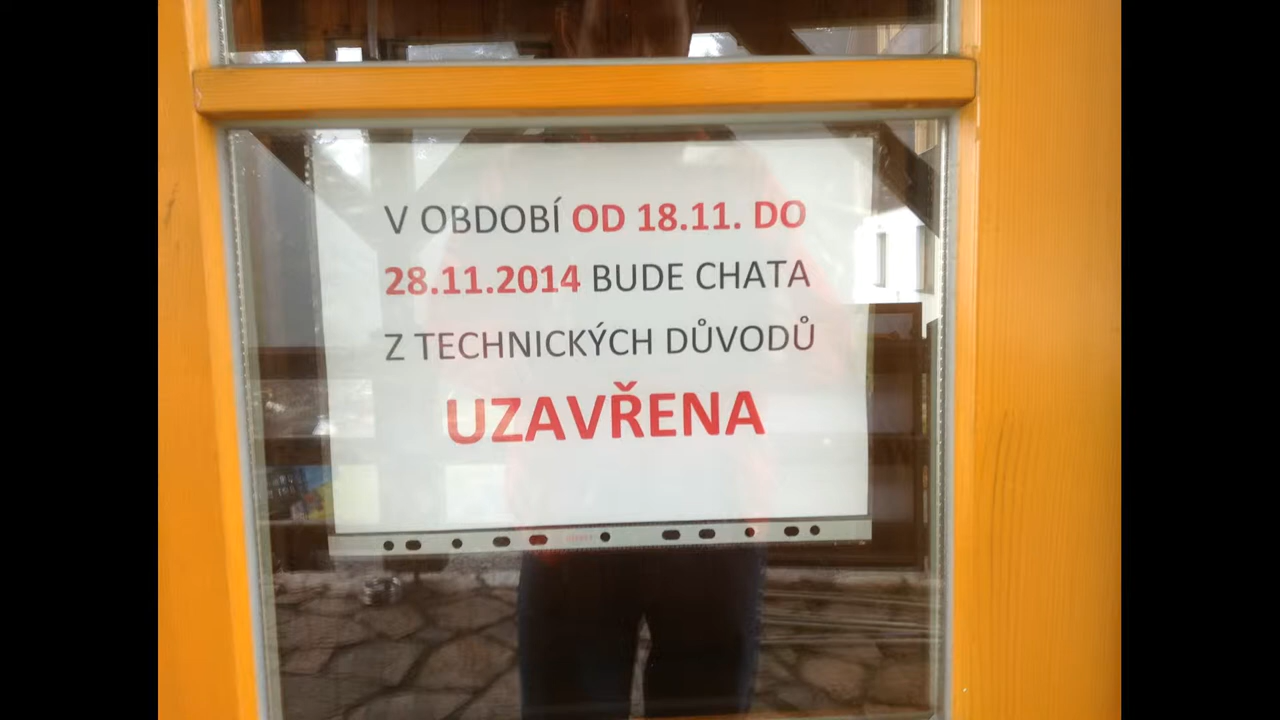 V OBDOBÍ OD 18.11. DO
28.11.2014 BUDE CHATA
Z TECHNICKÝCH DŮVODŮ
UZAVŘENA